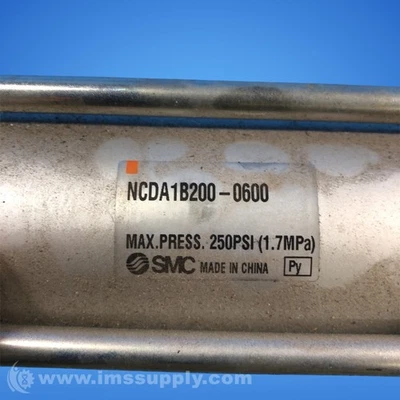 NCDA1B200-0600
MAX.PRESS. 250PSI (1.7MPa)
SMC MADE IN CHINA Py
www.imssupply.com